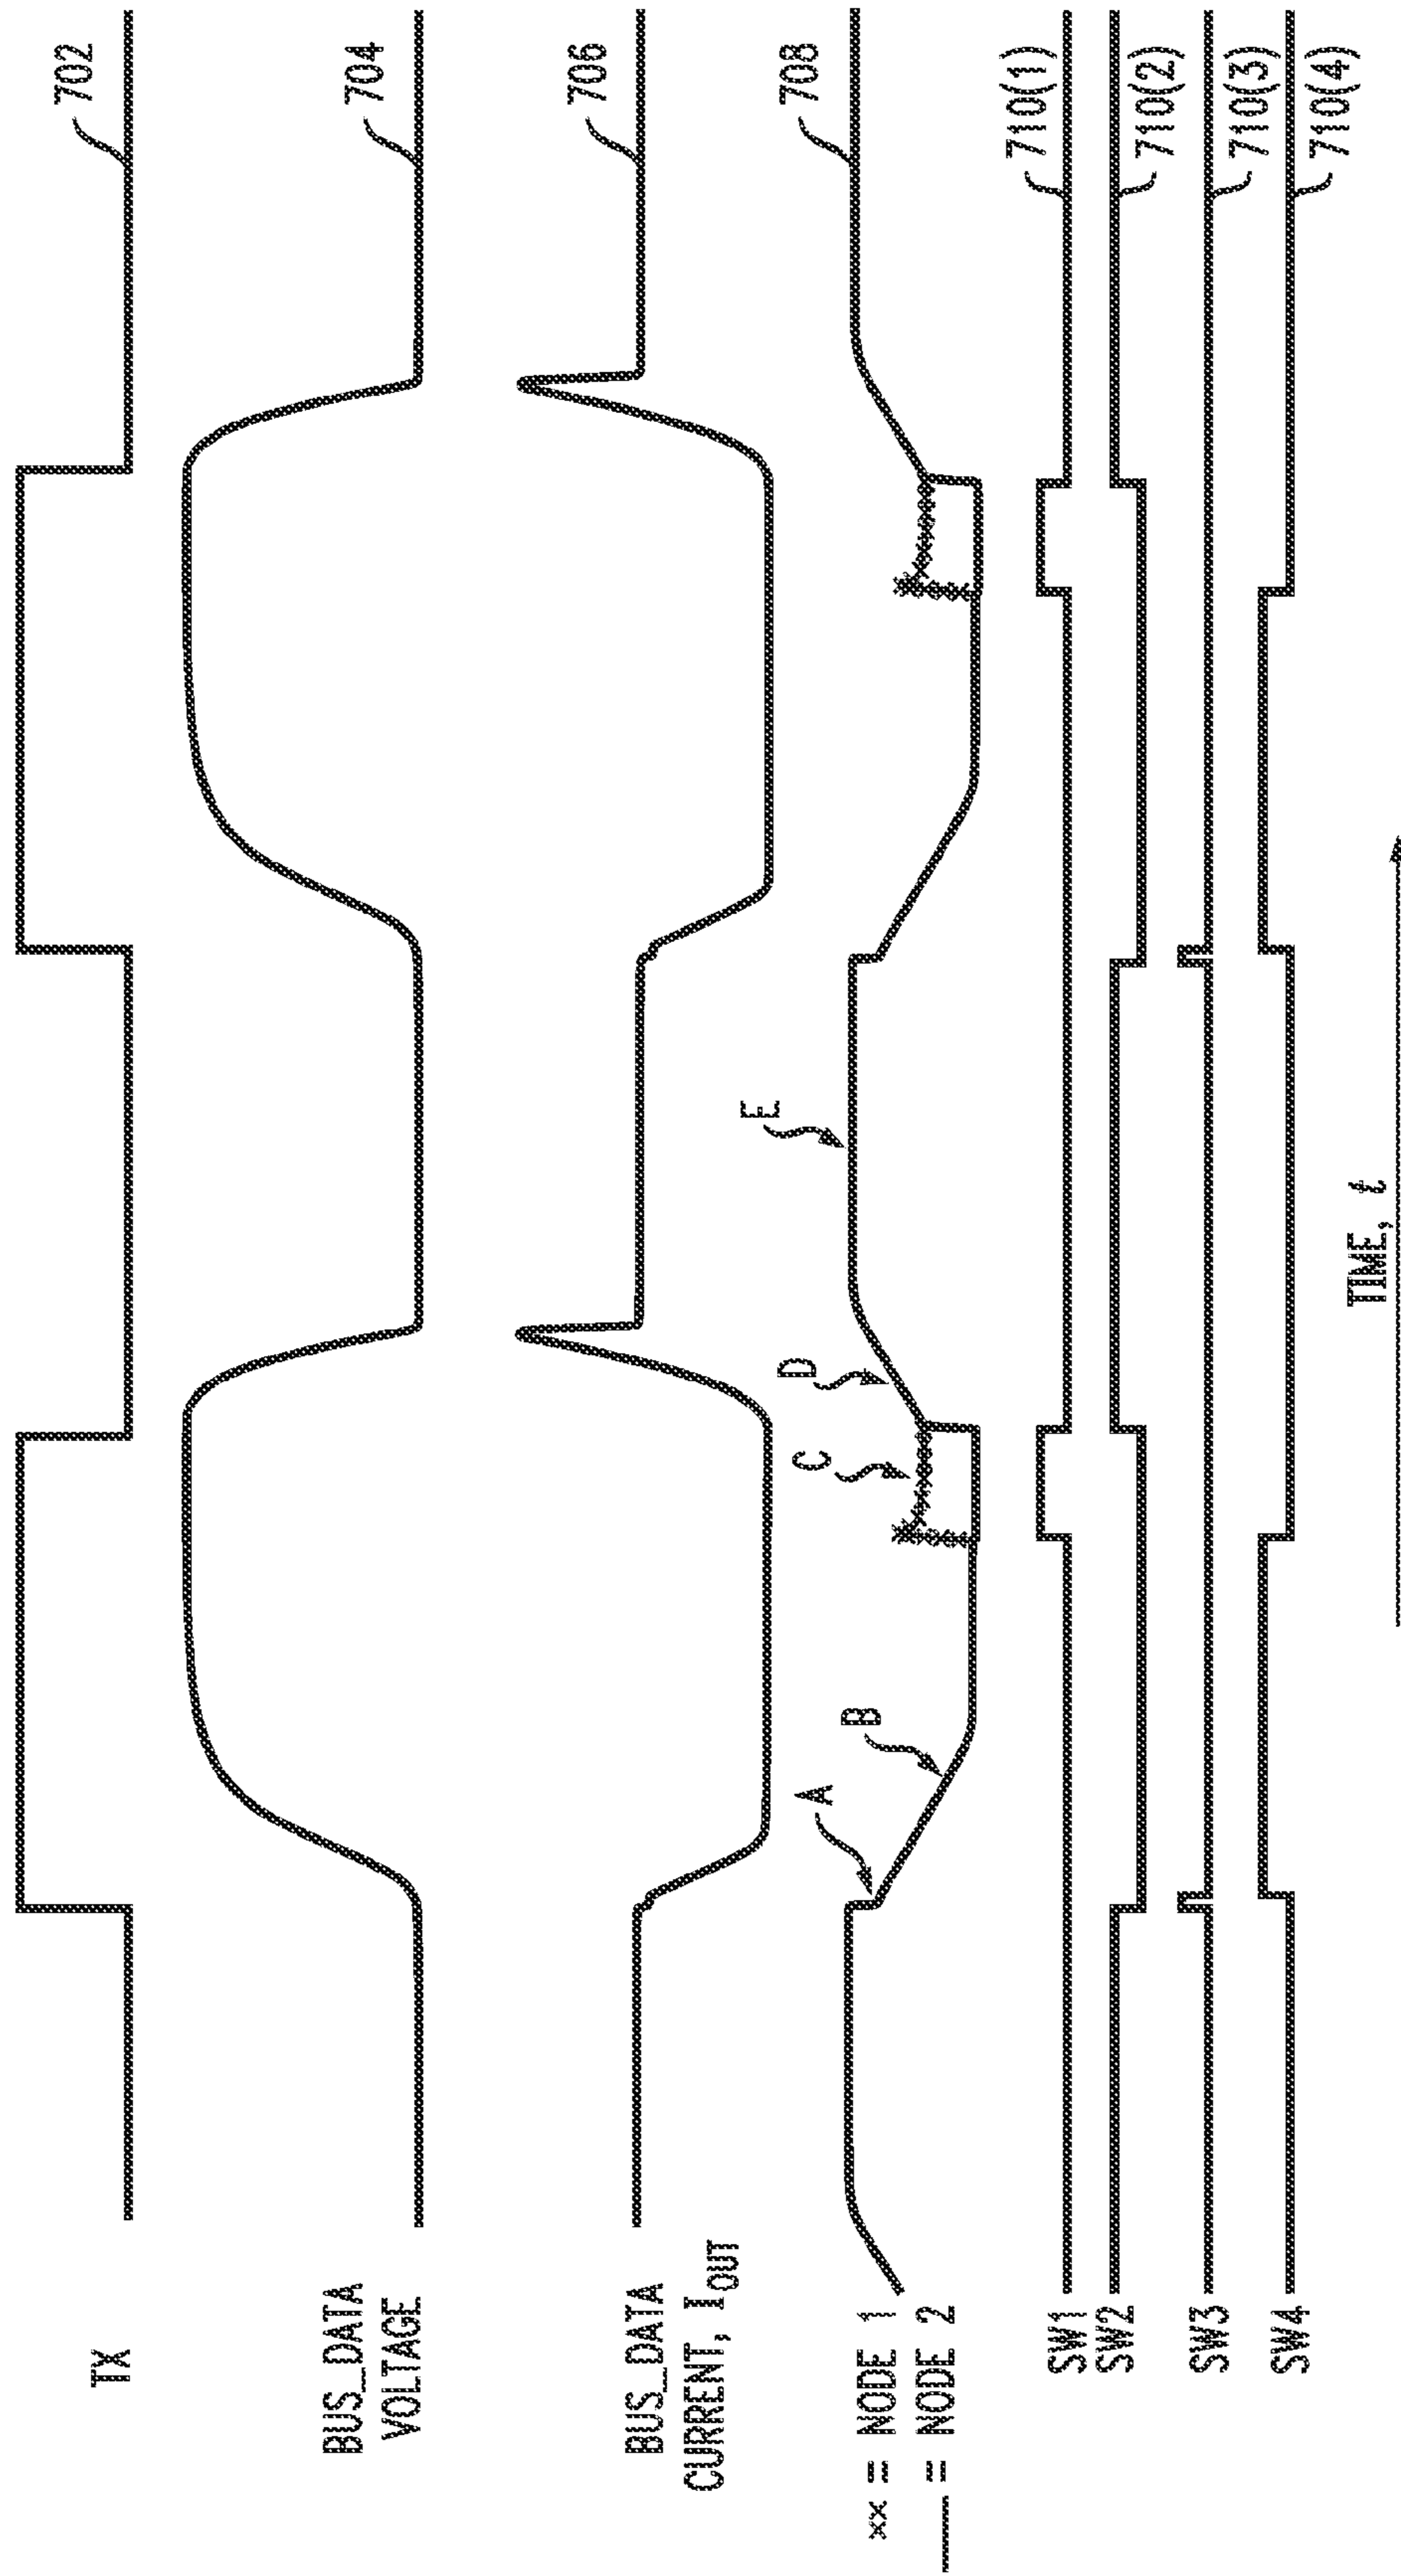 TX
702
BUS_DATA
VOLTAGE
704
BUS_DATA
CURRENT, I_OUT
706
xx = NODE 1
— = NODE 2
A
B
C
D
E
708
SW1
710(1)
SW2
710(2)
SW3
710(3)
SW4
710(4)
TIME, t